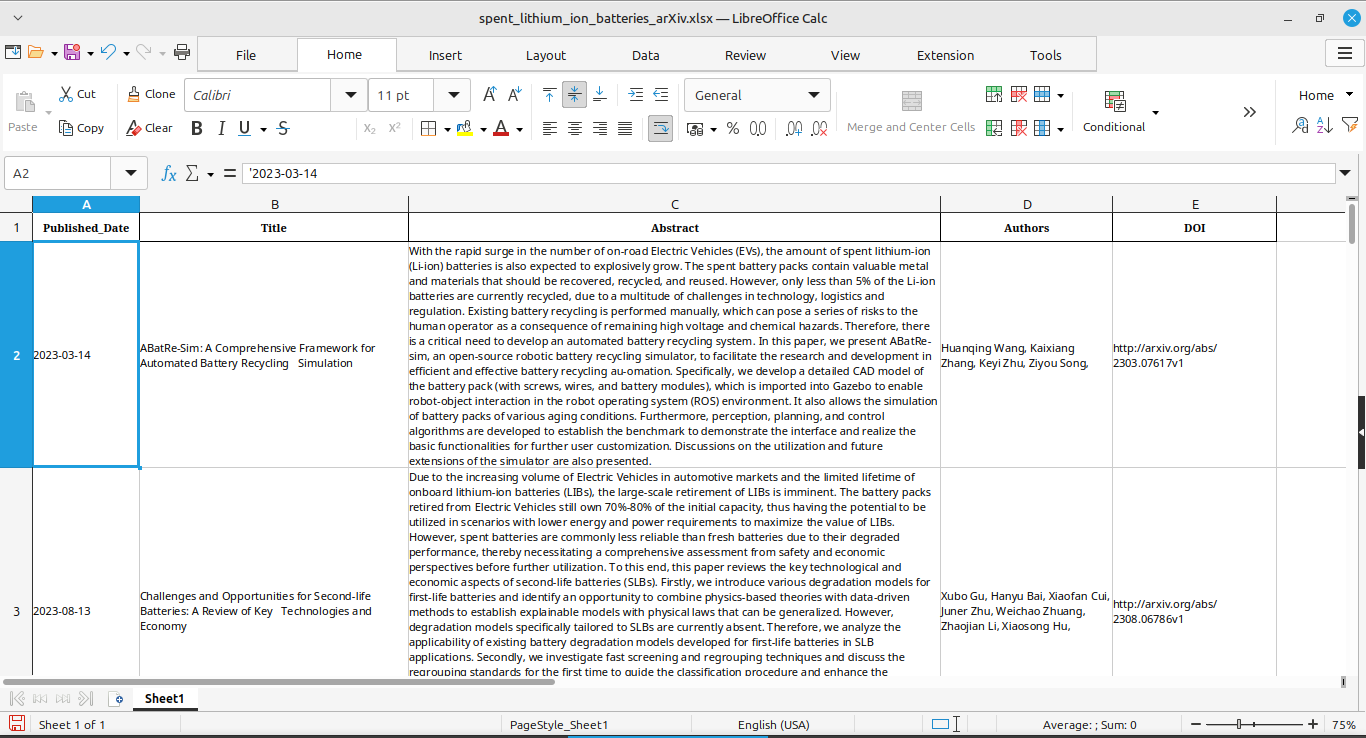 spent_lithium_ion_batteries_arXiv.xlsx — LibreOffice Calc
File Home Insert Layout Data Review View Extension Tools
Paste Cut Copy Clone Clear Calibri 11 pt General Merge and Center Cells Conditional Home
A2 '2023-03-14
A B C D E
1 Published_Date Title Abstract Authors DOI
2
2023-03-14
ABatRe-Sim: A Comprehensive Framework for
Automated Battery Recycling Simulation
With the rapid surge in the number of on-road Electric Vehicles (EVs), the amount of spent lithium-ion
(Li-ion) batteries is also expected to explosively grow. The spent battery packs contain valuable metal
and materials that should be recovered, recycled, and reused. However, only less than 5% of the Li-ion
batteries are currently recycled, due to a multitude of challenges in technology, logistics and
regulation. Existing battery recycling is performed manually, which can pose a series of risks to the
human operator as a consequence of remaining high voltage and chemical hazards. Therefore, there
is a critical need to develop an automated battery recycling system. In this paper, we present ABatRe-
sim, an open-source robotic battery recycling simulator, to facilitate the research and development in
efficient and effective battery recycling au-omation. Specifically, we develop a detailed CAD model of
the battery pack (with screws, wires, and battery modules), which is imported into Gazebo to enable
robot-object interaction in the robot operating system (ROS) environment. It also allows the simulation
of battery packs of various aging conditions. Furthermore, perception, planning, and control
algorithms are developed to establish the benchmark to demonstrate the interface and realize the
basic functionalities for further user customization. Discussions on the utilization and future
extensions of the simulator are also presented.
Huanqing Wang, Kaixiang
Zhang, Keyi Zhu, Ziyou Song,
http://arxiv.org/abs/
2303.07617v1
3
2023-08-13
Challenges and Opportunities for Second-life
Batteries: A Review of Key Technologies and
Economy
Due to the increasing volume of Electric Vehicles in automotive markets and the limited lifetime of
onboard lithium-ion batteries (LIBs), the large-scale retirement of LIBs is imminent. The battery packs
retired from Electric Vehicles still own 70%-80% of the initial capacity, thus having the potential to be
utilized in scenarios with lower energy and power requirements to maximize the value of LIBs.
However, spent batteries are commonly less reliable than fresh batteries due to their degraded
performance, thereby necessitating a comprehensive assessment from safety and economic
perspectives before further utilization. To this end, this paper reviews the key technological and
economic aspects of second-life batteries (SLBs). Firstly, we introduce various degradation models for
first-life batteries and identify an opportunity to combine physics-based theories with data-driven
methods to establish explainable models with physical laws that can be generalized. However,
degradation models specifically tailored to SLBs are currently absent. Therefore, we analyze the
applicability of existing battery degradation models developed for first-life batteries in SLB
applications. Secondly, we investigate fast screening and regrouping techniques and discuss the
regrouping standards for the first time to guide the classification procedure and enhance the
Xubo Gu, Hanyu Bai, Xiaofan Cui,
Juner Zhu, Weichao Zhuang,
Zhaojian Li, Xiaosong Hu,
http://arxiv.org/abs/
2308.06786v1
Sheet1
Sheet 1 of 1 PageStyle_Sheet1 English (USA) Average: ; Sum: 0 75%